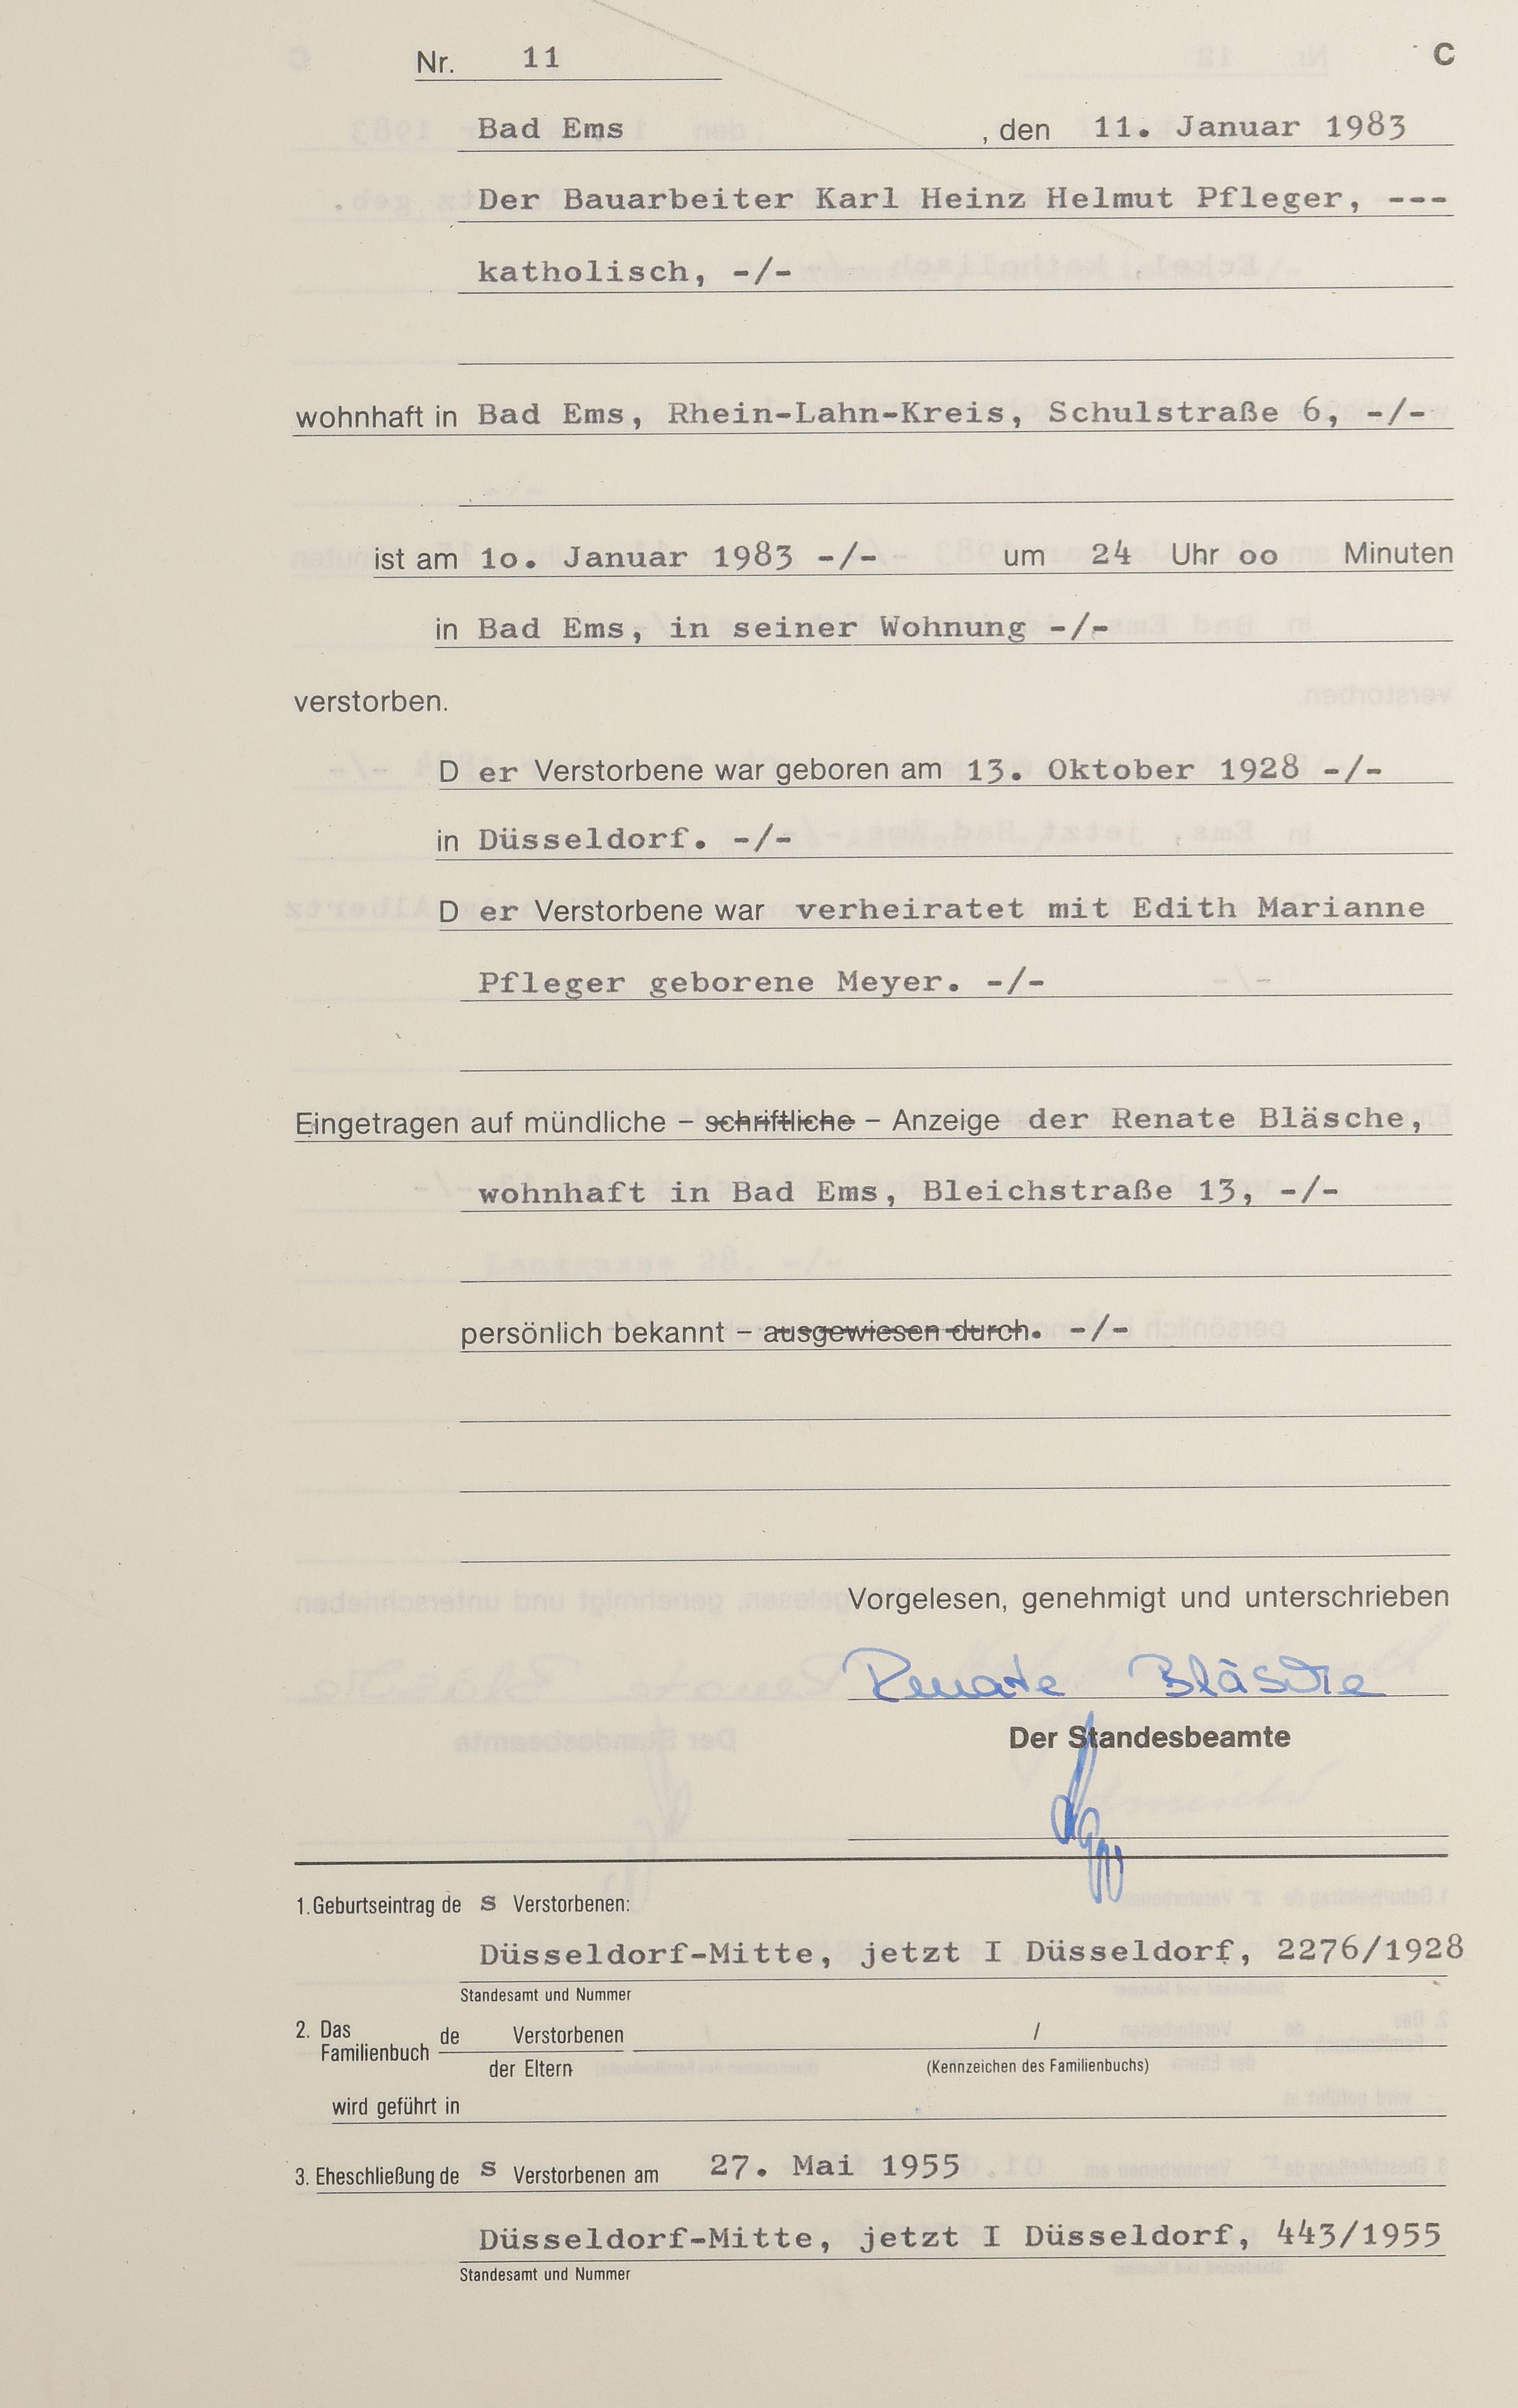 Nr. 11 C
Bad Ems , den 11. Januar 1983
Der Bauarbeiter Karl Heinz Helmut Pfleger, ---
katholisch, -/-
wohnhaft in Bad Ems, Rhein-Lahn-Kreis, Schulstraße 6, -/-
ist am 1o. Januar 1983 -/- um 24 Uhr oo Minuten
in Bad Ems, in seiner Wohnung -/-
verstorben.
D er Verstorbene war geboren am 13. Oktober 1928 -/-
in Düsseldorf. -/-
D er Verstorbene war verheiratet mit Edith Marianne
Pfleger geborene Meyer. -/-
Eingetragen auf mündliche – schriftliche – Anzeige der Renate Bläsche,
wohnhaft in Bad Ems, Bleichstraße 13, -/-
persönlich bekannt – ausgewiesen durch. -/-
Vorgelesen, genehmigt und unterschrieben
Renate Bläsche
Der Standesbeamte
1. Geburtseintrag de s Verstorbenen:
Düsseldorf-Mitte, jetzt I Düsseldorf, 2276/1928
Standesamt und Nummer
2. Das Familienbuch de Verstorbenen /
der Eltern (Kennzeichen des Familienbuchs)
wird geführt in
3. Eheschließung de s Verstorbenen am 27. Mai 1955
Düsseldorf-Mitte, jetzt I Düsseldorf, 443/1955
Standesamt und Nummer